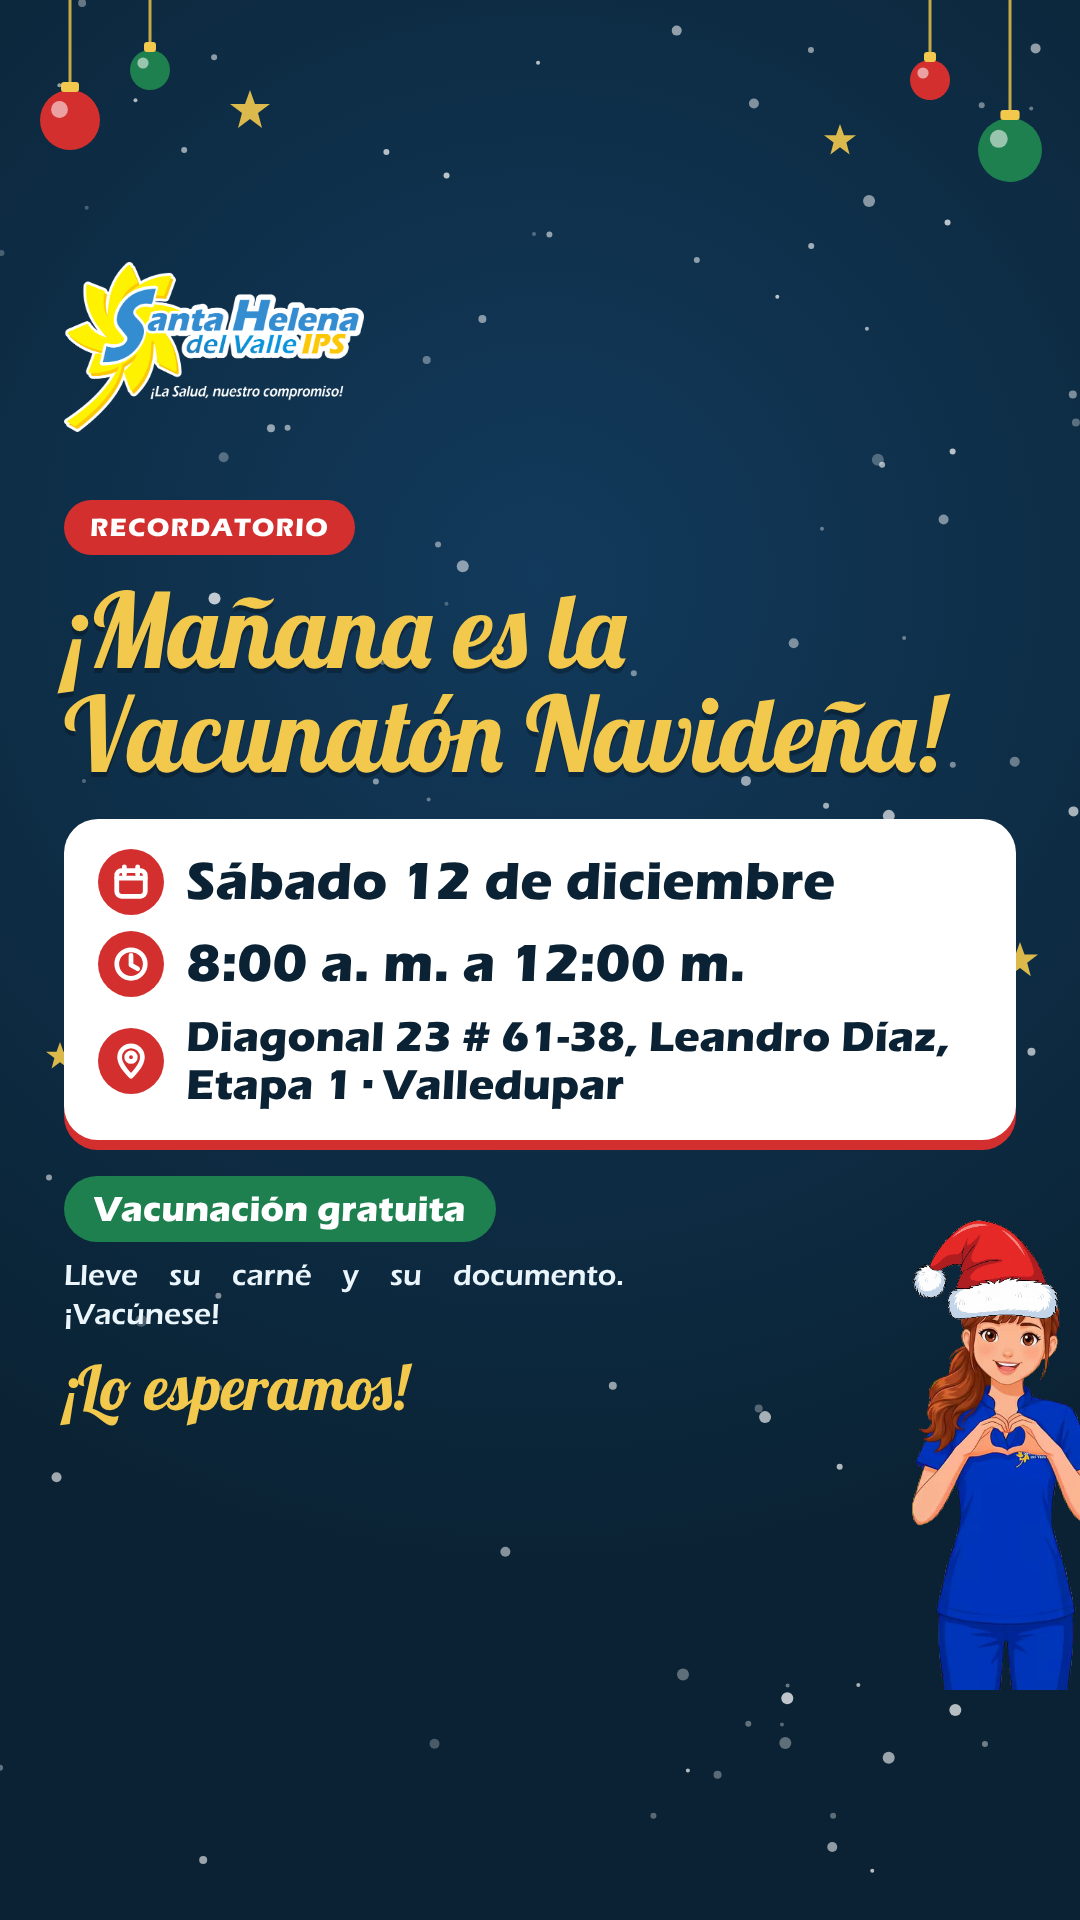 Santa Helena
del Valle IPS
¡La Salud, nuestro compromiso!
RECORDATORIO
¡Mañana es la
Vacunatón Navideña!
Sábado 12 de diciembre
8:00 a. m. a 12:00 m.
Diagonal 23 # 61-38, Leandro Díaz,
Etapa 1 · Valledupar
Vacunación gratuita
Lleve su carné y su documento.
¡Vacúnese!
¡Lo esperamos!